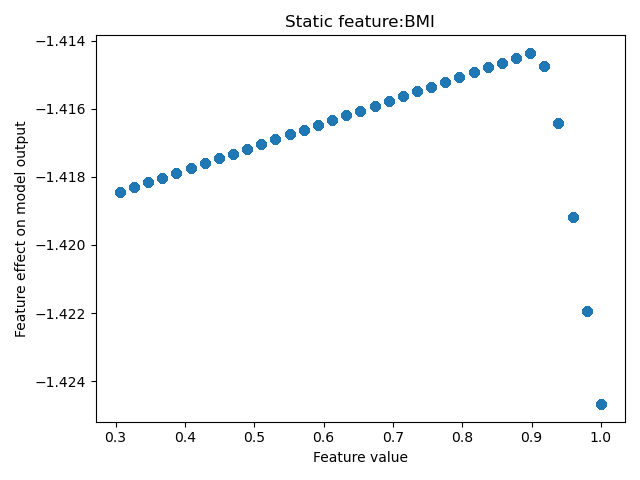 Static feature:BMI
−1.414
−1.416
−1.418
−1.420
−1.422
−1.424
Feature effect on model output
0.3 0.4 0.5 0.6 0.7 0.8 0.9 1.0
Feature value